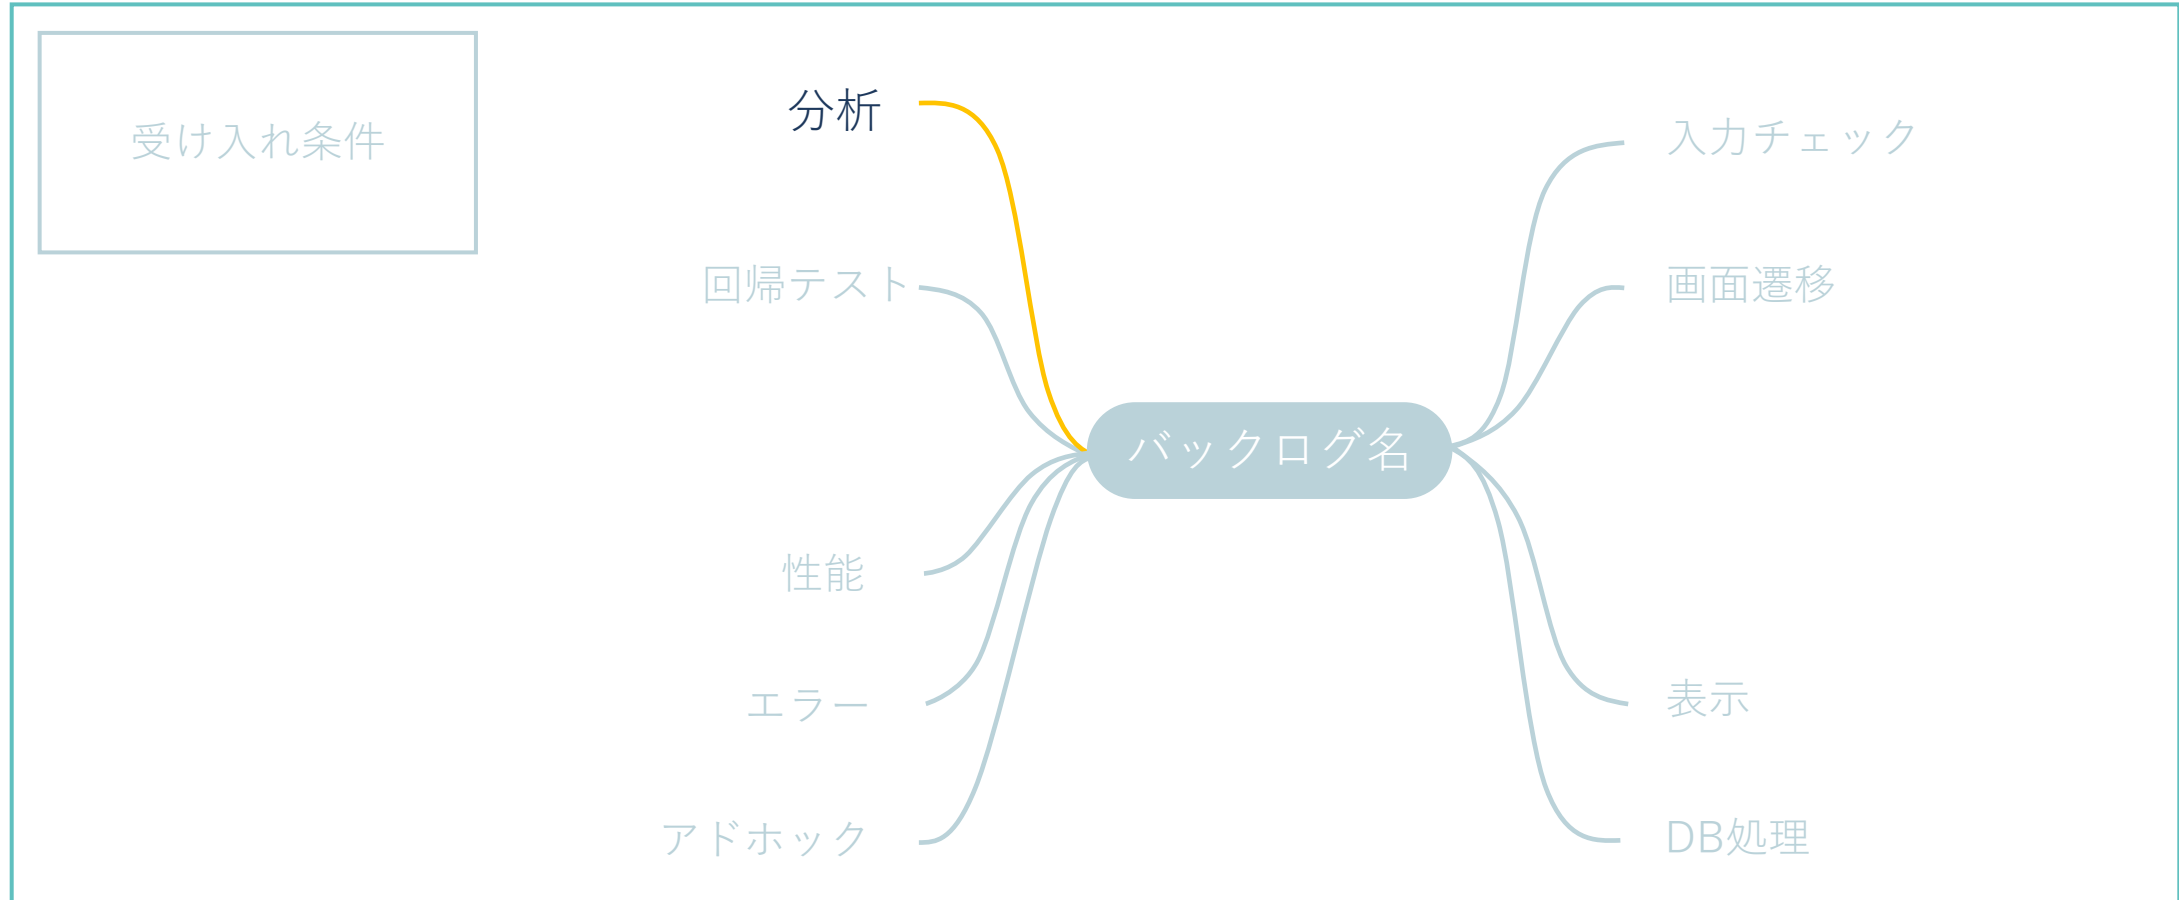 受け入れ条件
分析
回帰テスト
性能
エラー
アドホック
バックログ名
入力チェック
画面遷移
表示
DB処理